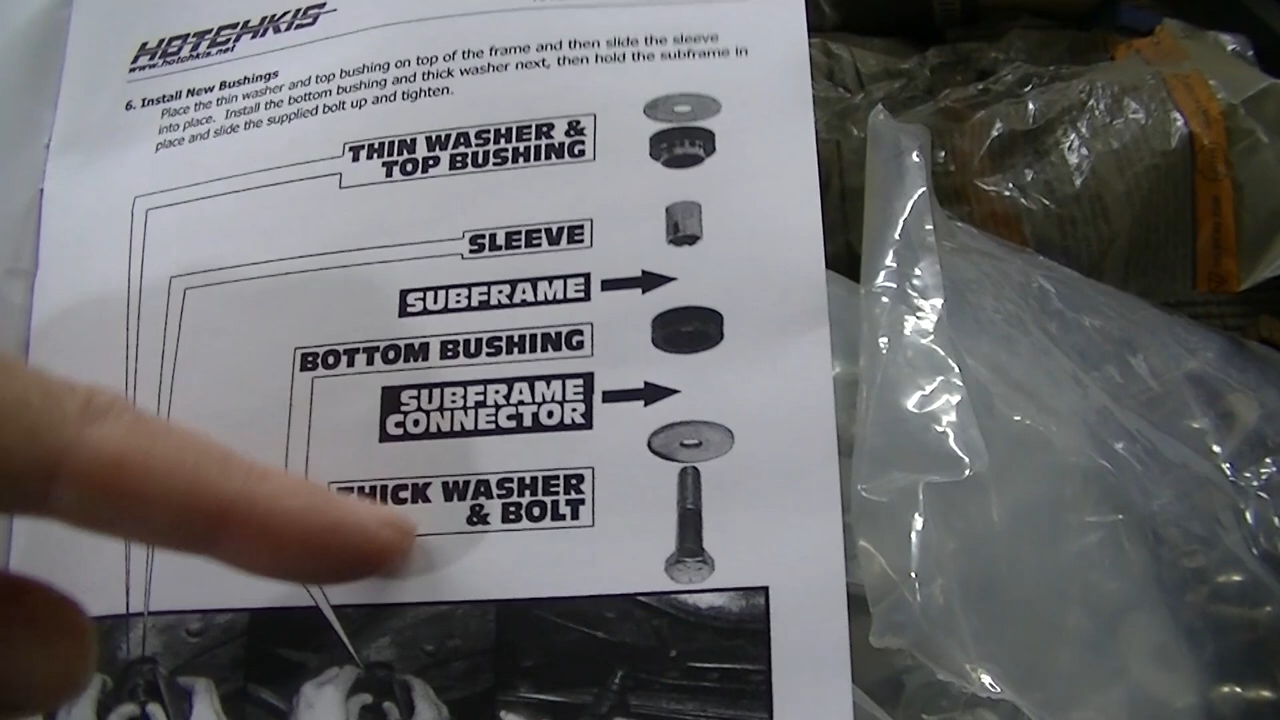 HOTCHKIS
www.hotchkis.net
6. Install New Bushings
Place the thin washer and top bushing on top of the frame and then slide the sleeve
into place. Install the bottom bushing and thick washer next, then hold the subframe in
place and slide the supplied bolt up and tighten.
THIN WASHER &
TOP BUSHING
SLEEVE
SUBFRAME
BOTTOM BUSHING
SUBFRAME
CONNECTOR
THICK WASHER
& BOLT